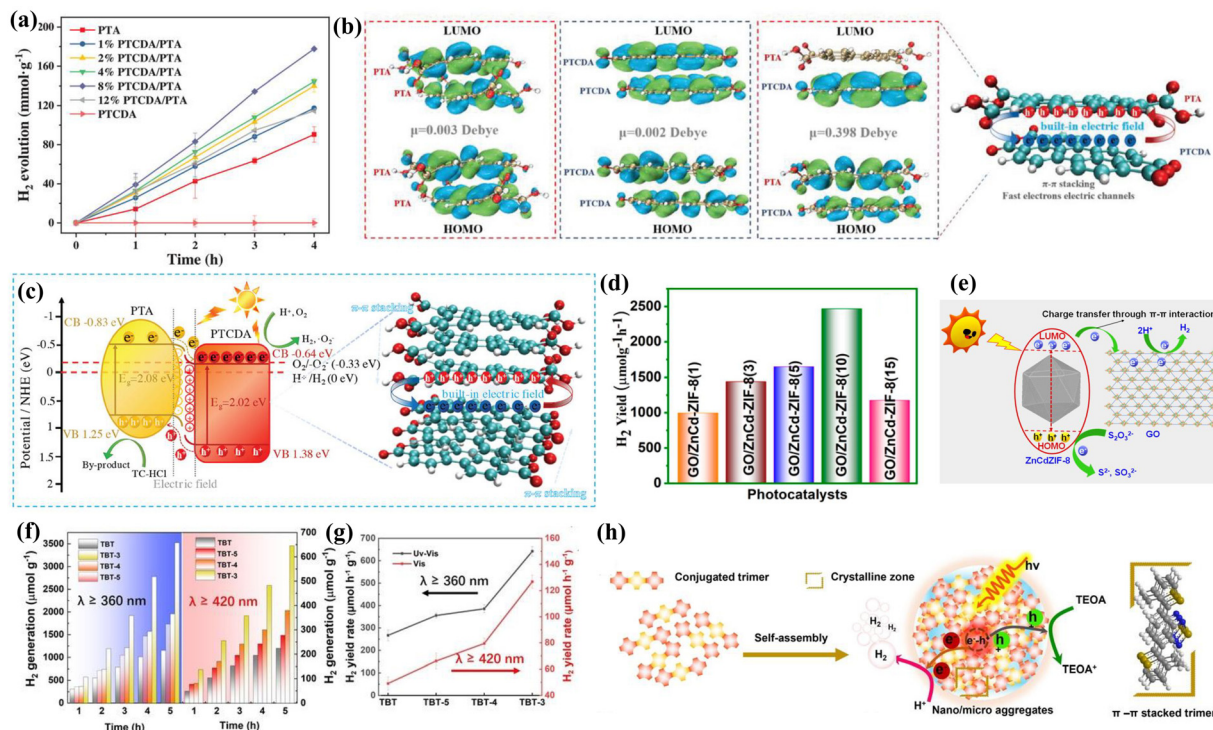 (a)
H₂ evolution (mmol·g⁻¹)
180
160
120
80
40
0
PTA
1% PTCDA/PTA
2% PTCDA/PTA
4% PTCDA/PTA
8% PTCDA/PTA
12% PTCDA/PTA
PTCDA
0 1 2 3 4
Time (h)
(b)
LUMO
PTA
PTA
μ=0.003 Debye
PTA
PTA
HOMO
LUMO
PTCDA
PTCDA
μ=0.002 Debye
PTCDA
PTCDA
HOMO
LUMO
PTA
PTCDA
μ=0.398 Debye
PTA
PTCDA
HOMO
PTA
built-in electric field
PTCDA
π-π stacking
Fast electrons electric channels
(c)
Potential / NHE (eV)
-1
0.5
0
0.5
1
1.5
2
PTA
CB -0.83 eV
Eg=2.08 eV
VB 1.25 eV
By-product
TC-HCl
Electric field
PTCDA
H⁺, O₂
H₂, ·O₂⁻
CB -0.64 eV
O₂/·O₂⁻ (-0.33 eV)
H⁺/H₂ (0 eV)
Eg=2.02 eV
VB 1.38 eV
π-π stacking
built-in electric field
π-π stacking
(d)
H₂ Yield (μmolg⁻¹h⁻¹)
2500
2000
1500
1000
500
0
GO/ZnCd-ZIF-8(1)
GO/ZnCd-ZIF-8(3)
GO/ZnCd-ZIF-8(5)
GO/ZnCd-ZIF-8(10)
GO/ZnCd-ZIF-8(15)
Photocatalysts
(e)
Charge transfer through π-π interaction
LUMO
e⁻ e⁻ e⁻
2H⁺
H₂
h⁺ h⁺ h⁺
HOMO
ZnCdZIF-8
S₂O₃²⁻
GO
S²⁻, SO₃²⁻
(f)
H₂ generation (μmol g⁻¹)
3500
3000
2500
2000
1500
1000
500
0
TBT
TBT-3
TBT-4
TBT-5
λ ≥ 360 nm
TBT
TBT-5
TBT-4
TBT-3
λ ≥ 420 nm
1 2 3 4 5 1 2 3 4 5
Time (h) Time (h)
700
600
500
400
300
200
100
0
H₂ generation (μmol g⁻¹)
(g)
H₂ yield rate (μmol h⁻¹ g⁻¹)
700
600
500
400
300
200
100
0
Uv-Vis
Vis
λ ≥ 360 nm
λ ≥ 420 nm
TBT TBT-5 TBT-4 TBT-3
160
140
120
100
80
60
40
H₂ yield rate (μmol h⁻¹ g⁻¹)
(h)
Conjugated trimer
Crystalline zone
Self-assembly
H₂
H₂
H₂
H⁺
hν
e⁻-h⁺
e
e
h
h
TEOA
TEOA⁺
Nano/micro aggregates
π–π stacked trimer